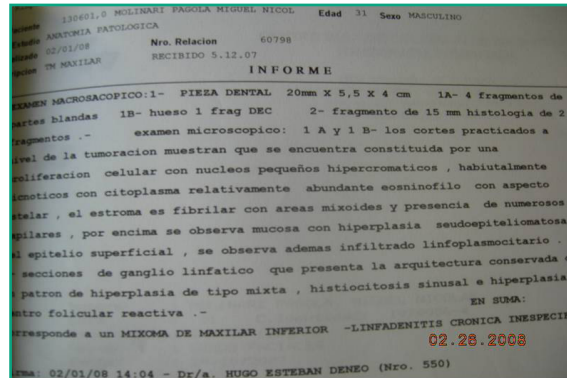 130601,0 MOLINARI PAGOLA MIGUEL NICOL Edad 31 Sexo MASCULINO
ANATOMIA PATOLOGICA
02/01/08 Nro. Relacion 60798
TM MAXILAR RECIBIDO 5.12.07
INFORME
EXAMEN MACROSACOPICO:1- PIEZA DENTAL 20mm X 5,5 X 4 cm 1A- 4 fragmentos de
partes blandas 1B- hueso 1 frag DEC 2- fragmento de 15 mm histologia de 2
fragmentos .- examen microscopico: 1 A y 1 B- los cortes practicados a
nivel de la tumoracion muestran que se encuentra constituida por una
proliferacion celular con nucleos pequeños hipercromaticos , habiutalmente
picnoticos con citoplasma relativamente abundante eosninofilo con aspecto
estelar , el estroma es fibrilar con areas mixoides y presencia de numerosos
capilares , por encima se observa mucosa con hiperplasia seudoepiteliomatosa
el epitelio superficial , se observa ademas infiltrado linfoplasmocitario .
secciones de ganglio linfatico que presenta la arquitectura conservada
patron de hiperplasia de tipo mixta , histiocitosis sinusal e hiperplasia
centro folicular reactiva .- EN SUMA:
corresponde a un MIXOMA DE MAXILAR INFERIOR -LINFADENITIS CRONICA INESPECI
02.28.2008
rma: 02/01/08 14:04 - Dr/a. HUGO ESTEBAN DENEO (Nro. 550)